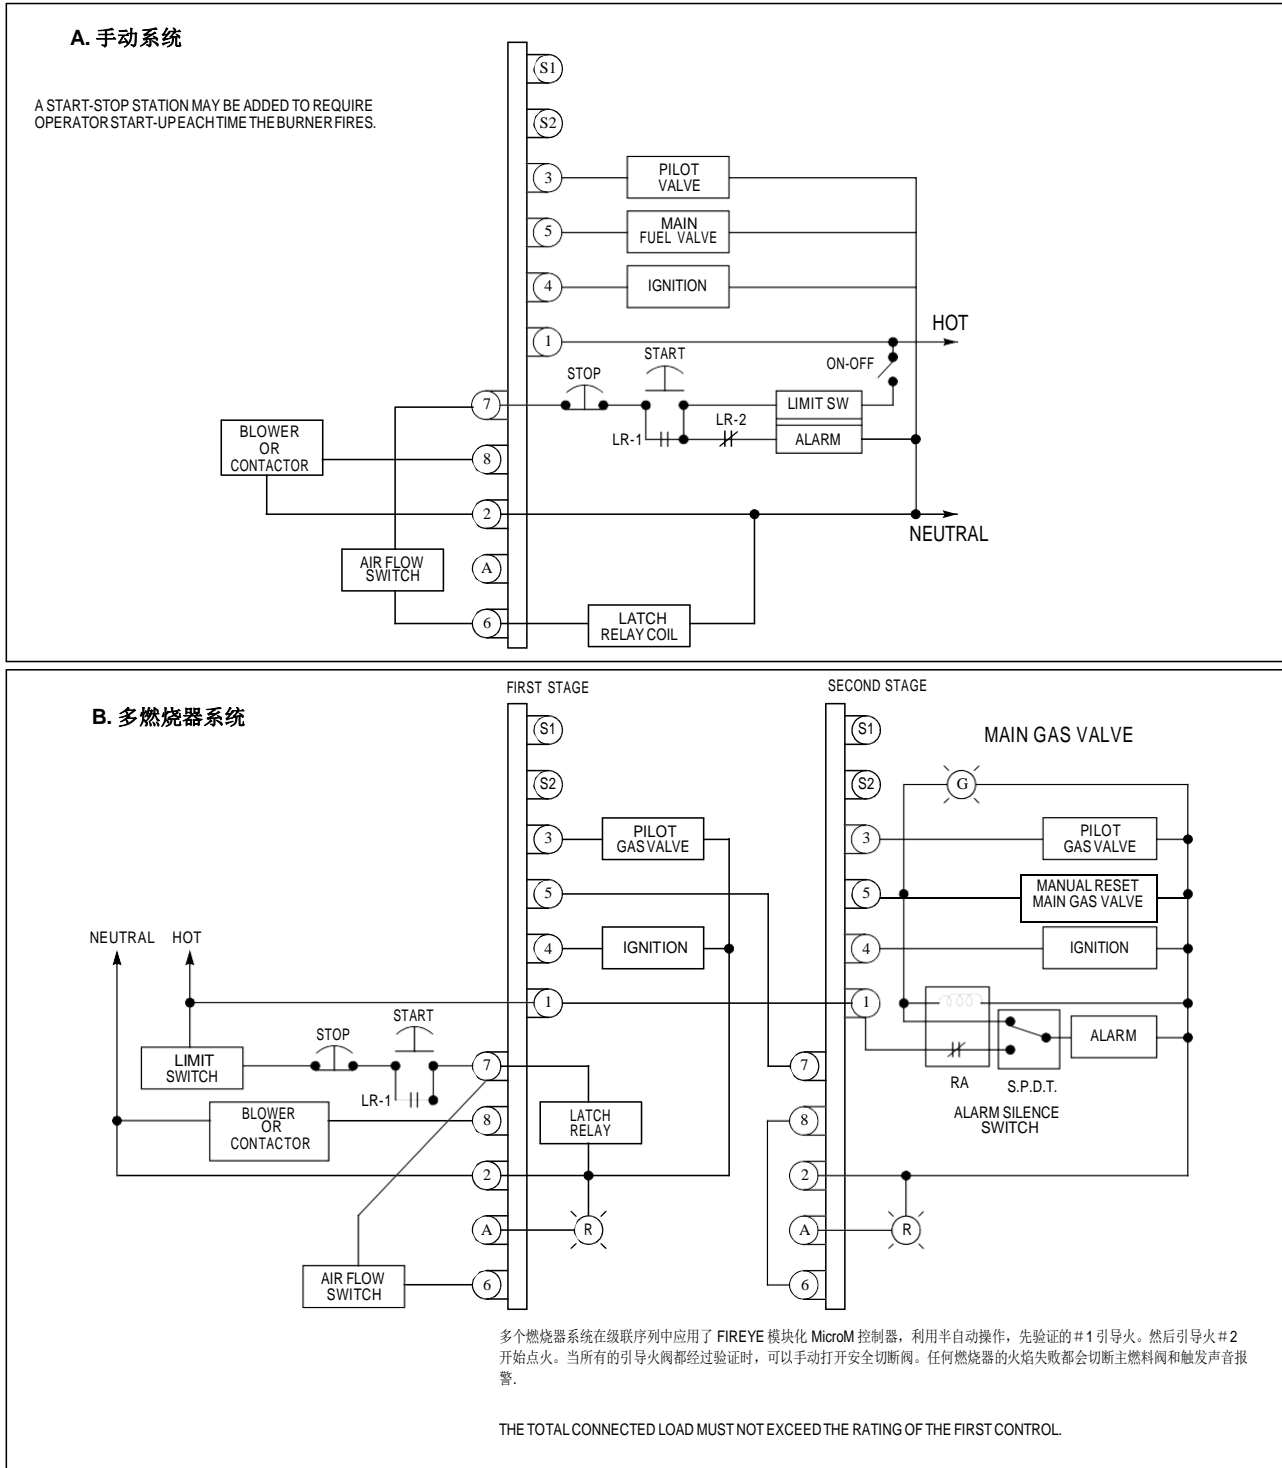 A. 手动系统
A START-STOP STATION MAY BE ADDED TO REQUIRE
OPERATOR START-UP EACH TIME THE BURNER FIRES.
S1
S2
3
PILOT
VALVE
5
MAIN
FUEL VALVE
4
IGNITION
1
HOT
ON-OFF
START
STOP
7
LIMIT SW
LR-2
LR-1
ALARM
BLOWER
OR
CONTACTOR
8
2
NEUTRAL
AIR FLOW
SWITCH
A
6
LATCH
RELAY COIL
FIRST STAGE
SECOND STAGE
B. 多燃烧器系统
S1
S2
3
PILOT
GAS VALVE
5
4
IGNITION
1
NEUTRAL
HOT
START
STOP
LIMIT
SWITCH
7
LR-1
BLOWER
OR
CONTACTOR
8
LATCH
RELAY
2
A
R
AIR FLOW
SWITCH
6
S1
MAIN GAS VALVE
S2
G
3
PILOT
GAS VALVE
5
MANUAL RESET
MAIN GAS VALVE
4
IGNITION
1
ALARM
7
RA
S.P.D.T.
ALARM SILENCE
SWITCH
8
2
A
R
6
多个燃烧器系统在级联序列中应用了 FIREYE 模块化 MicroM 控制器，利用半自动操作，先验证的＃1 引导火。然后引导火＃2
开始点火。当所有的引导火阀都经过验证时，可以手动打开安全切断阀。任何燃烧器的火焰失败都会切断主燃料阀和触发声音报
警.
THE TOTAL CONNECTED LOAD MUST NOT EXCEED THE RATING OF THE FIRST CONTROL.